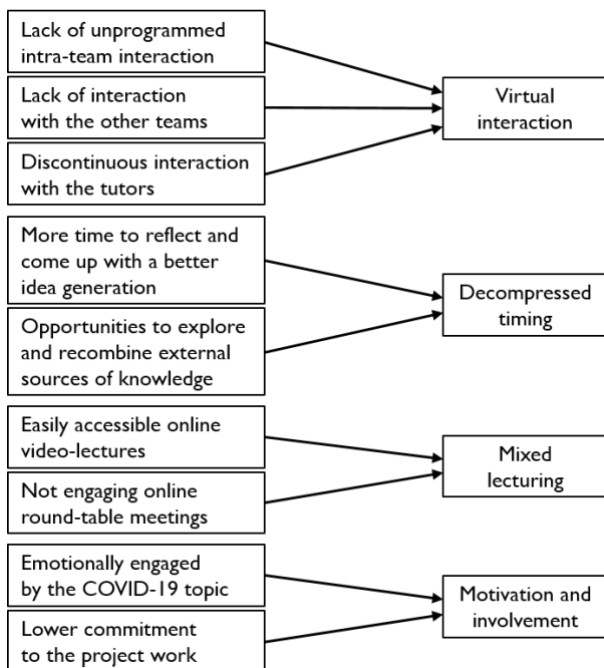 Lack of unprogrammed
intra-team interaction
Lack of interaction
with the other teams
Discontinuous interaction
with the tutors
Virtual
interaction
More time to reflect and
come up with a better
idea generation
Opportunities to explore
and recombine external
sources of knowledge
Decompressed
timing
Easily accessible online
video-lectures
Not engaging online
round-table meetings
Mixed
lecturing
Emotionally engaged
by the COVID-19 topic
Lower commitment
to the project work
Motivation and
involvement